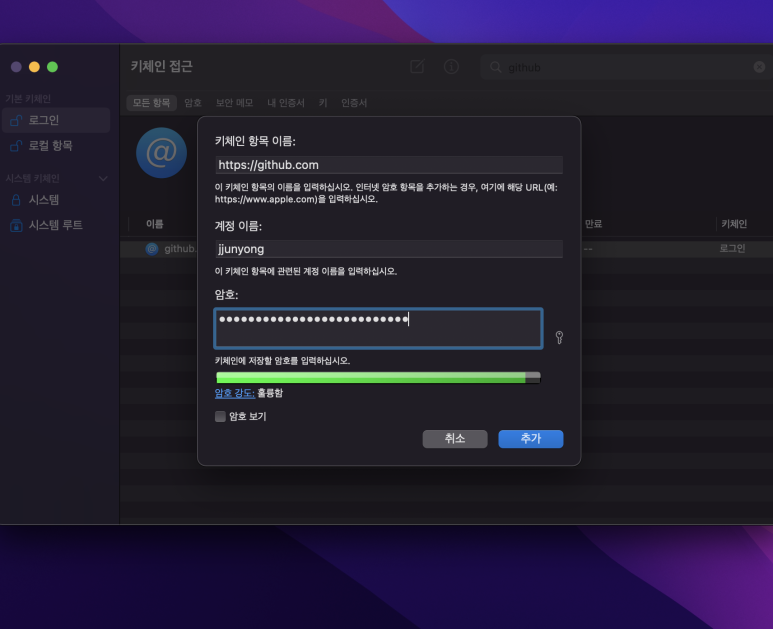 키체인 접근
github
기본 키체인
로그인
로컬 항목
시스템 키체인
시스템
시스템 루트
모든 항목 암호 보안 메모 내 인증서 키 인증서
@
이름 만료 키체인
@ github. -- 로그인
키체인 항목 이름:
https://github.com
이 키체인 항목의 이름을 입력하십시오. 인터넷 암호 항목을 추가하는 경우, 여기에 해당 URL(예:
https://www.apple.com)을 입력하십시오.
계정 이름:
jjunyong
이 키체인 항목에 관련된 계정 이름을 입력하십시오.
암호:
••••••••••••••••••••••••••
키체인에 저장할 암호를 입력하십시오.
암호 강도: 훌륭함
암호 보기
취소 추가